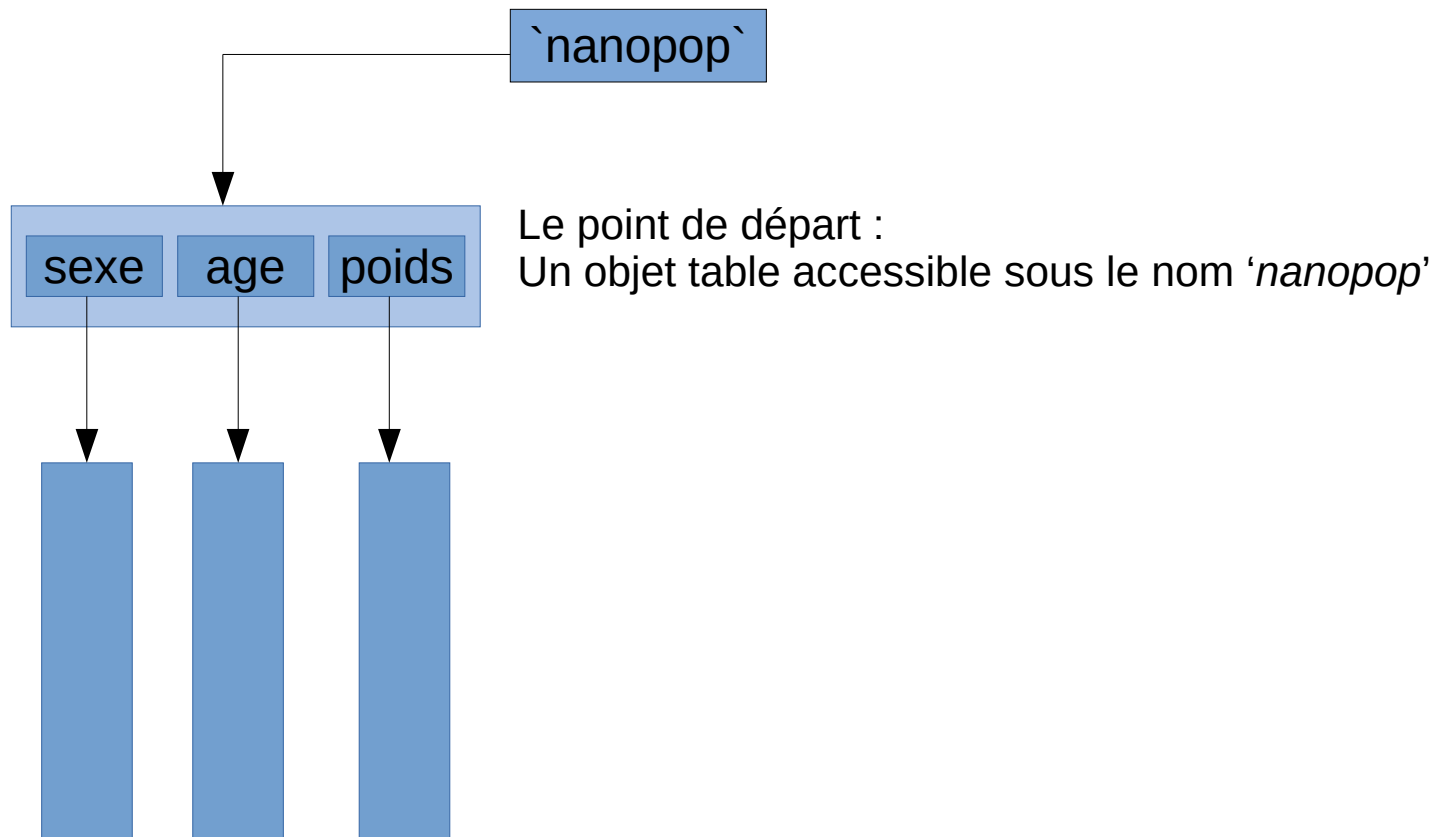 `nanopop`
sexe age poids
Le point de départ :
Un objet table accessible sous le nom ‘nanopop’